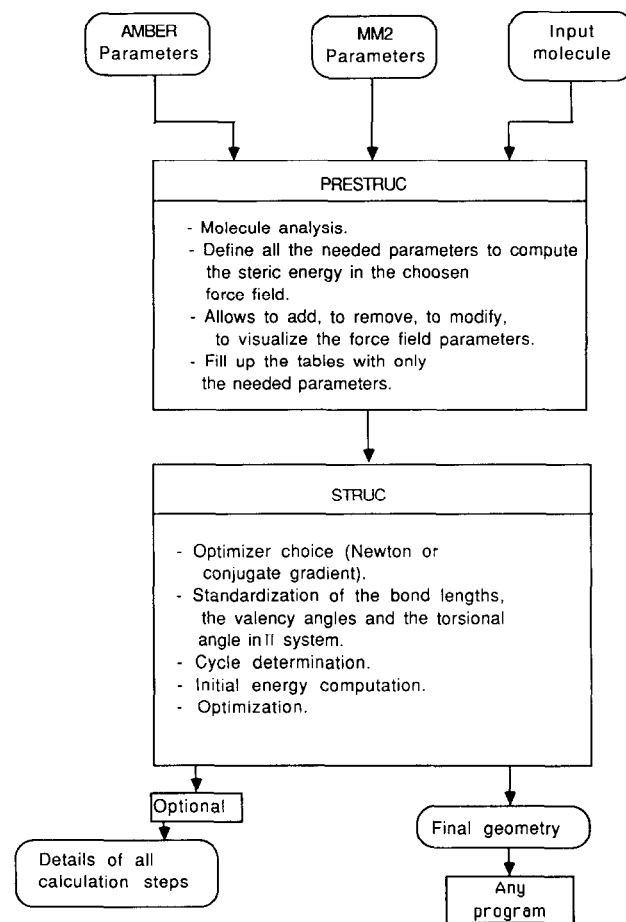 AMBER
Parameters
MM2
Parameters
Input
molecule
PRESTRUC
- Molecule analysis.
- Define all the needed parameters to compute
the steric energy in the choosen
force field.
- Allows to add, to remove, to modify,
to visualize the force field parameters.
- Fill up the tables with only
the needed parameters.
STRUC
- Optimizer choice (Newton or
conjugate gradient).
- Standardization of the bond lengths,
the valency angles and the torsional
angle in Π system.
- Cycle determination.
- Initial energy computation.
- Optimization.
Optional
Final geometry
Details of all
calculation steps
Any
program